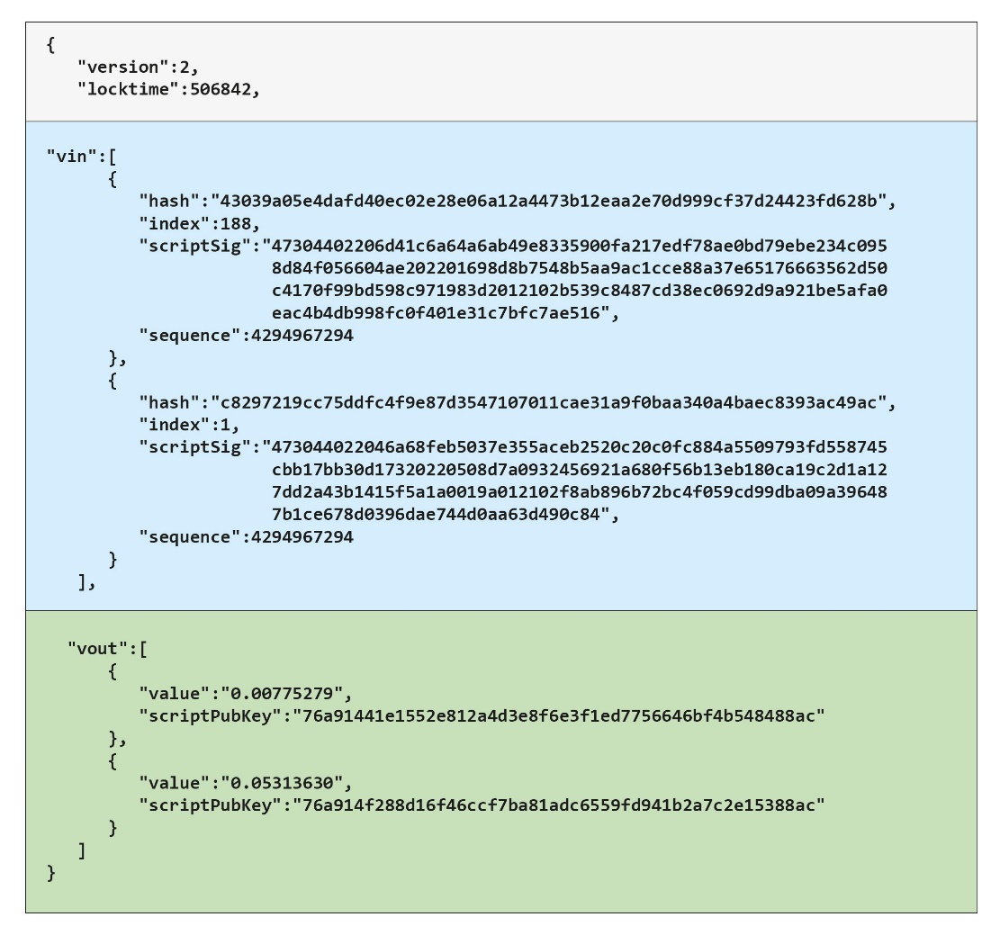 {
"version":2,
"locktime":506842,
"vin":[
{
"hash":"43039a05e4dafd40ec02e28e06a12a4473b12eaa2e70d999cf37d24423fd628b",
"index":188,
"scriptSig":"47304402206d41c6a64a6ab49e8335900fa217edf78ae0bd79ebe234c095
8d84f056604ae202201698d8b7548b5aa9ac1cce88a37e65176663562d50
c4170f99bd598c971983d2012102b539c8487cd38ec0692d9a921be5afa0
eac4b4db998fc0f401e31c7bfc7ae516",
"sequence":4294967294
},
{
"hash":"c8297219cc75ddfc4f9e87d3547107011cae31a9f0baa340a4baec8393ac49ac",
"index":1,
"scriptSig":"473044022046a68feb5037e355aceb2520c20c0fc884a5509793fd558745
cbb17bb30d17320220508d7a0932456921a680f56b13eb180ca19c2d1a12
7dd2a43b1415f5a1a0019a012102f8ab896b72bc4f059cd99dba09a39648
7b1ce678d0396dae744d0aa63d490c84",
"sequence":4294967294
}
],
"vout":[
{
"value":"0.00775279",
"scriptPubKey":"76a91441e1552e812a4d3e8f6e3f1ed7756646bf4b548488ac"
},
{
"value":"0.05313630",
"scriptPubKey":"76a914f288d16f46ccf7ba81adc6559fd941b2a7c2e15388ac"
}
]
}